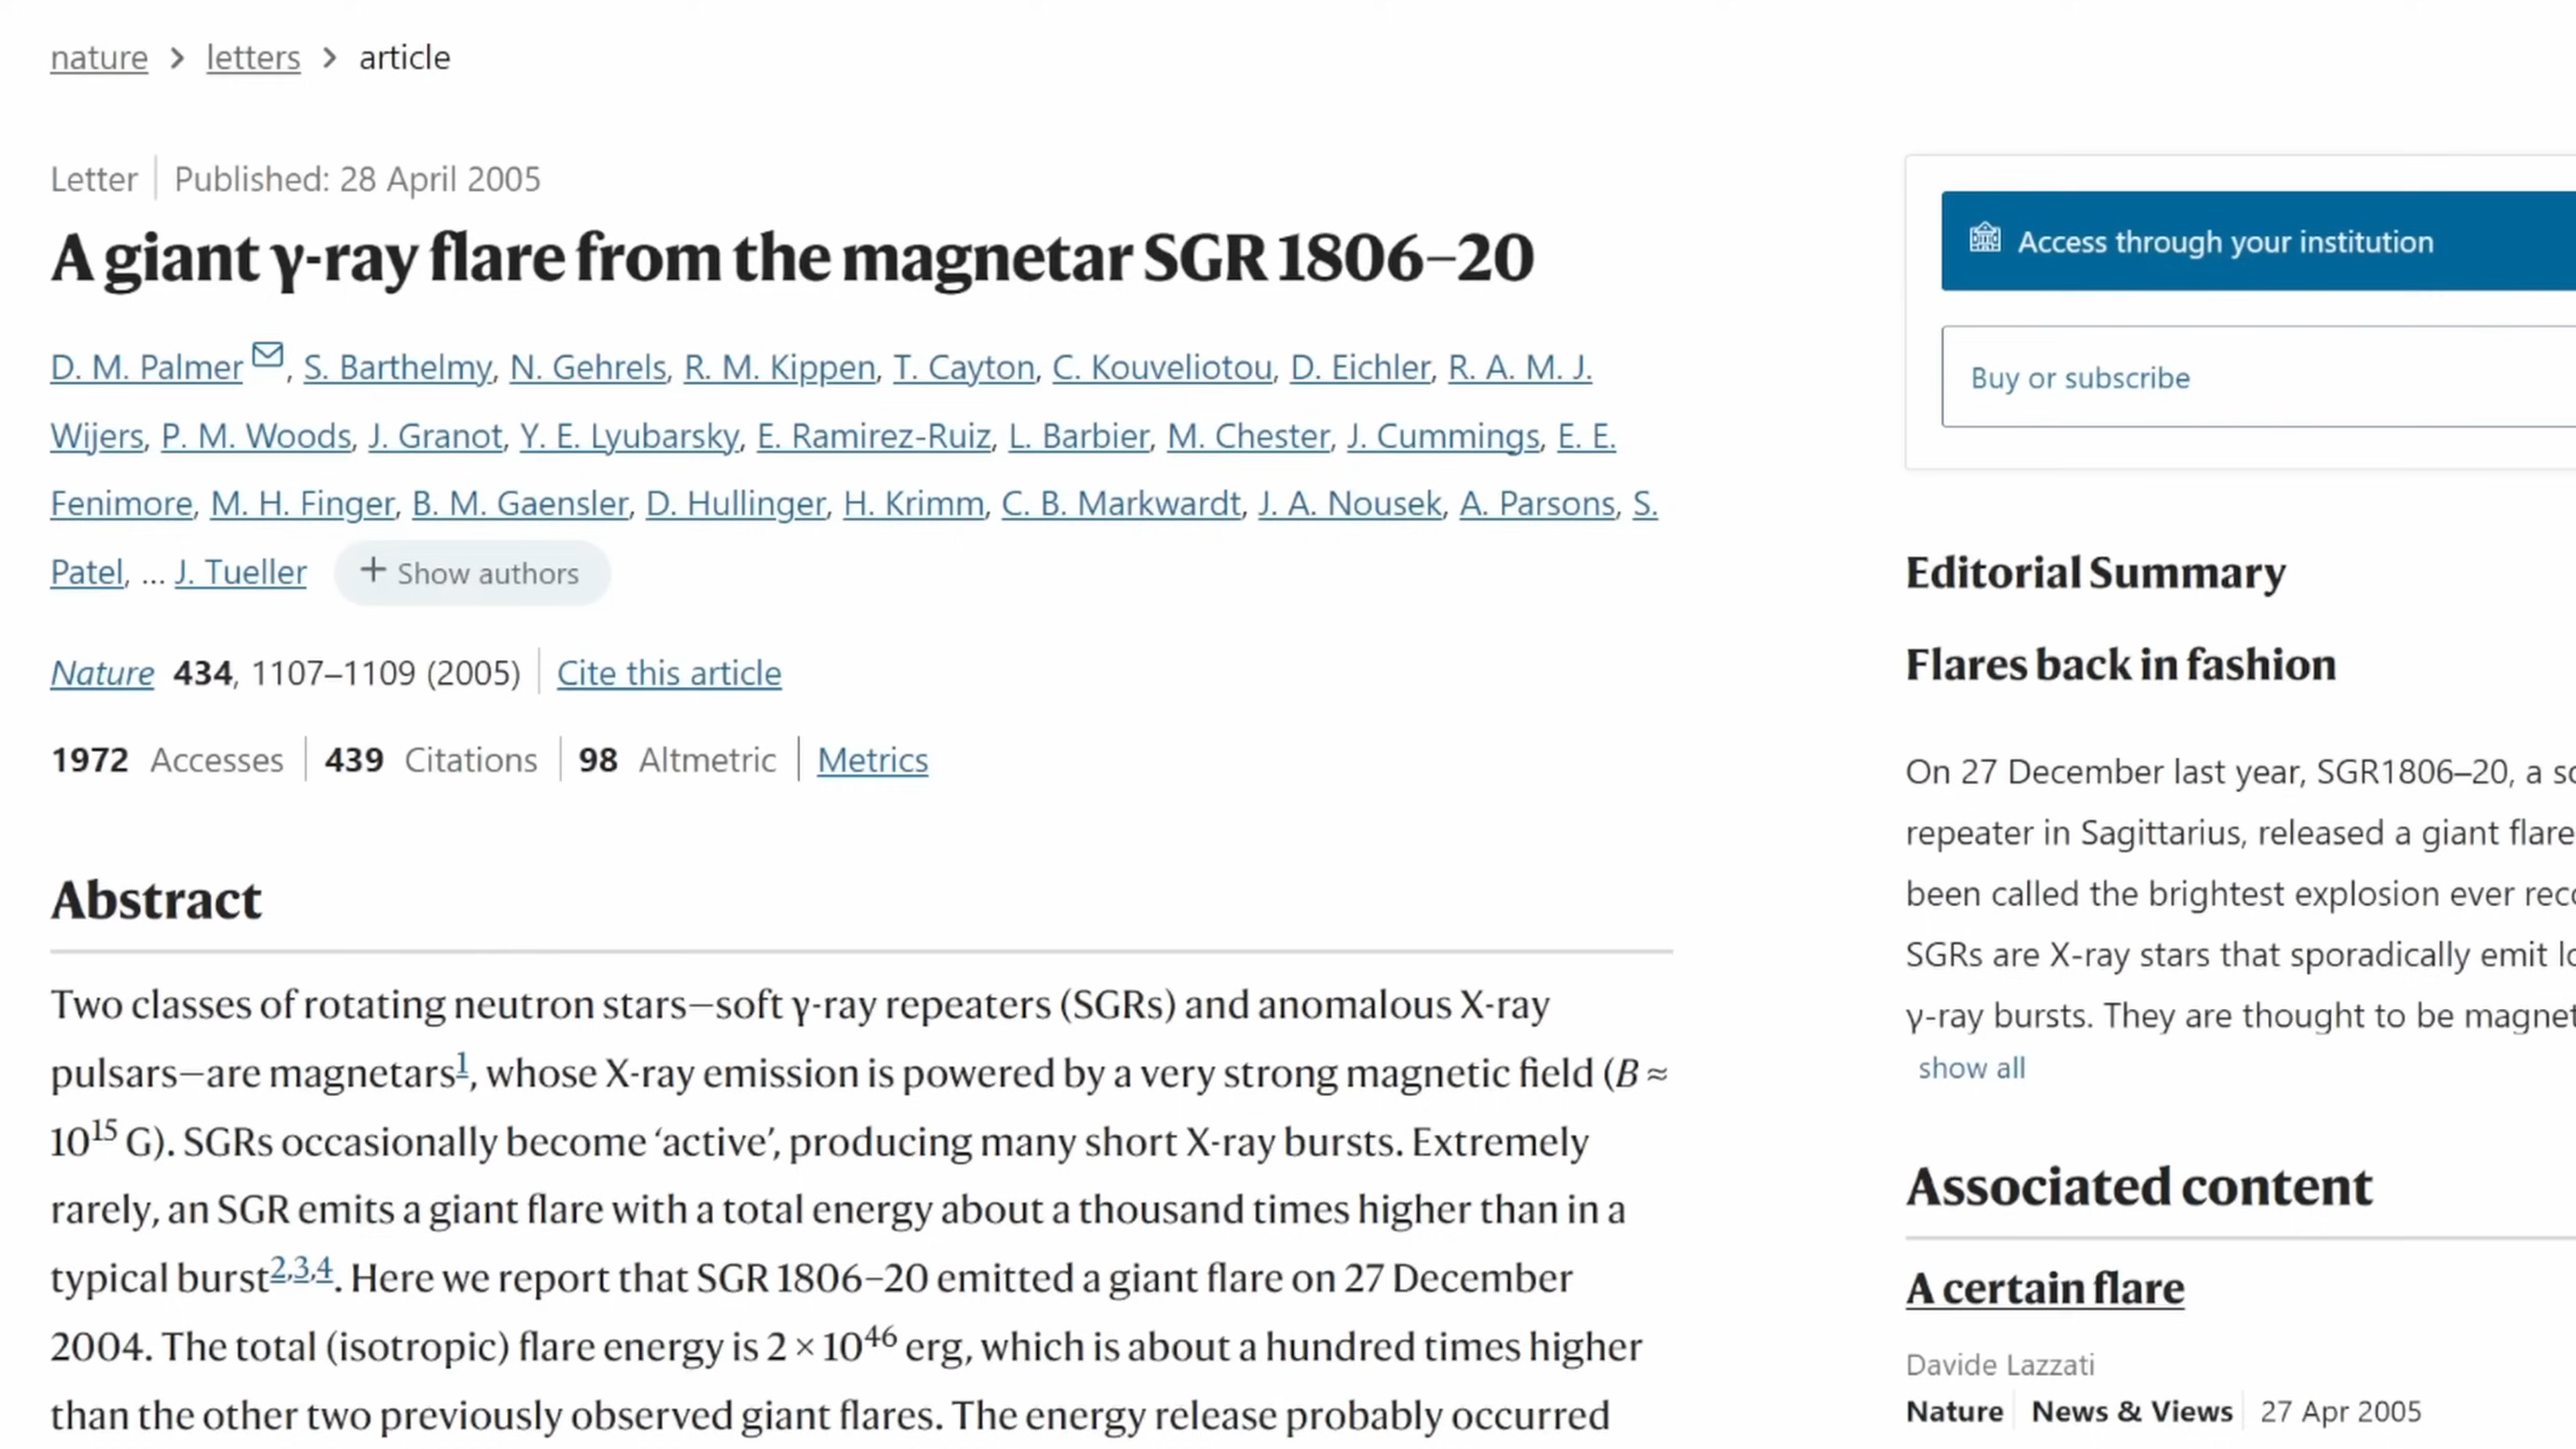 nature > letters > article
Letter | Published: 28 April 2005
A giant γ-ray flare from the magnetar SGR 1806–20
D. M. Palmer, S. Barthelmy, N. Gehrels, R. M. Kippen, T. Cayton, C. Kouveliotou, D. Eichler, R. A. M. J.
Wijers, P. M. Woods, J. Granot, Y. E. Lyubarsky, E. Ramirez-Ruiz, L. Barbier, M. Chester, J. Cummings, E. E.
Fenimore, M. H. Finger, B. M. Gaensler, D. Hullinger, H. Krimm, C. B. Markwardt, J. A. Nousek, A. Parsons, S.
Patel, … J. Tueller + Show authors
Nature 434, 1107–1109 (2005) | Cite this article
1972 Accesses | 439 Citations | 98 Altmetric | Metrics
Abstract
Two classes of rotating neutron stars—soft γ-ray repeaters (SGRs) and anomalous X-ray
pulsars—are magnetars¹, whose X-ray emission is powered by a very strong magnetic field (B ≈
10¹⁵ G). SGRs occasionally become ‘active’, producing many short X-ray bursts. Extremely
rarely, an SGR emits a giant flare with a total energy about a thousand times higher than in a
typical burst²,³,⁴. Here we report that SGR 1806–20 emitted a giant flare on 27 December
2004. The total (isotropic) flare energy is 2 × 10⁴⁶ erg, which is about a hundred times higher
than the other two previously observed giant flares. The energy release probably occurred
Access through your institution
Buy or subscribe
Editorial Summary
Flares back in fashion
On 27 December last year, SGR1806–20, a
repeater in Sagittarius, released a giant flare
been called the brightest explosion ever
SGRs are X-ray stars that sporadically emit
γ-ray bursts. They are thought to be
show all
Associated content
A certain flare
Davide Lazzati
Nature | News & Views | 27 Apr 2005